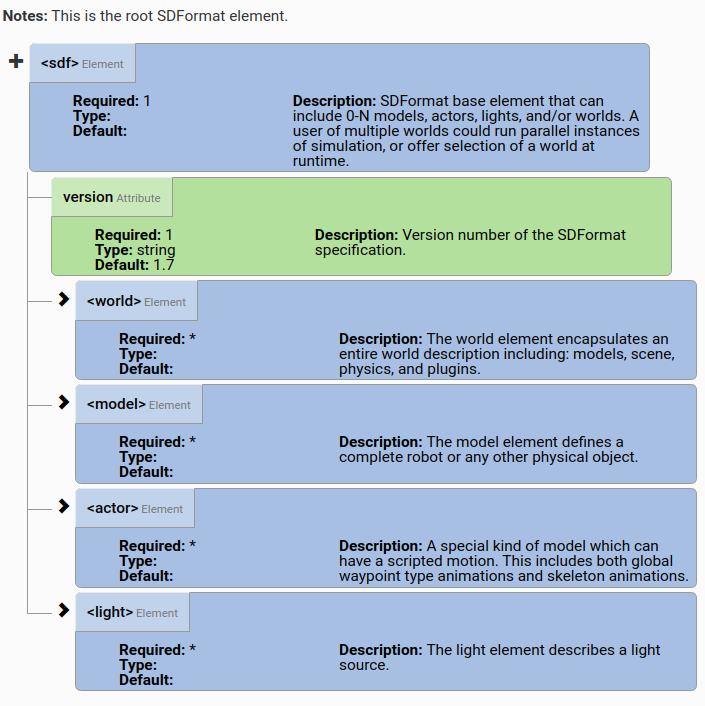 Notes: This is the root SDFormat element.
<sdf> Element
Required: 1
Type:
Default:
Description: SDFormat base element that can
include 0-N models, actors, lights, and/or worlds. A
user of multiple worlds could run parallel instances
of simulation, or offer selection of a world at
runtime.
version Attribute
Required: 1
Type: string
Default: 1.7
Description: Version number of the SDFormat
specification.
<world> Element
Required: *
Type:
Default:
Description: The world element encapsulates an
entire world description including: models, scene,
physics, and plugins.
<model> Element
Required: *
Type:
Default:
Description: The model element defines a
complete robot or any other physical object.
<actor> Element
Required: *
Type:
Default:
Description: A special kind of model which can
have a scripted motion. This includes both global
waypoint type animations and skeleton animations.
<light> Element
Required: *
Type:
Default:
Description: The light element describes a light
source.